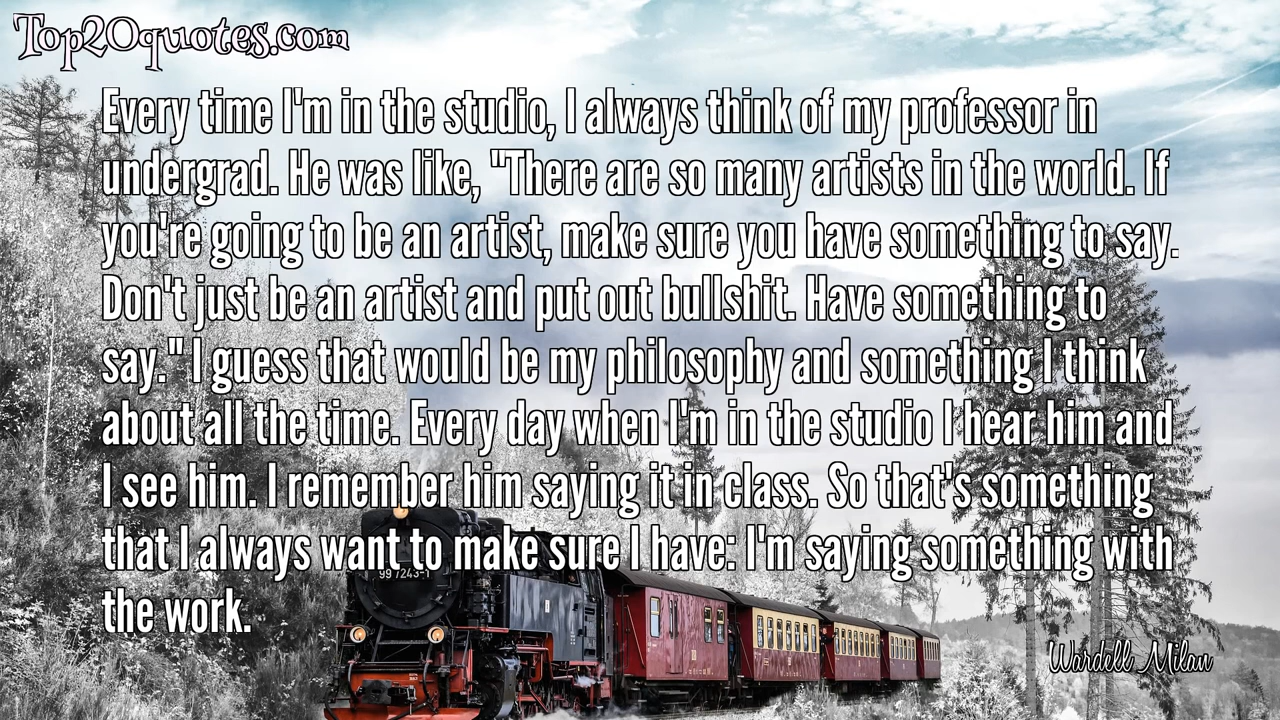 Top20quotes.com
Every time I'm in the studio, I always think of my professor in
undergrad. He was like, "There are so many artists in the world. If
you're going to be an artist, make sure you have something to say.
Don't just be an artist and put out bullshit. Have something to
say." I guess that would be my philosophy and something I think
about all the time. Every day when I'm in the studio I hear him and
I see him. I remember him saying it in class. So that's something
that I always want to make sure I have: I'm saying something with
the work.
99 7243-1
Wardell Milan